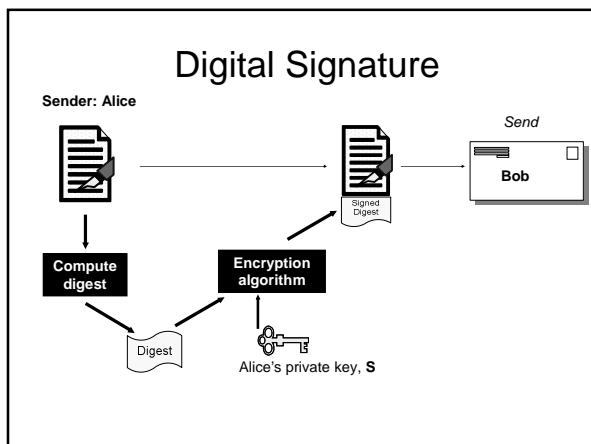 Digital Signature
Sender: Alice
Send
Bob
Signed
Digest
Compute
digest
Encryption
algorithm
Digest
Alice's private key, S